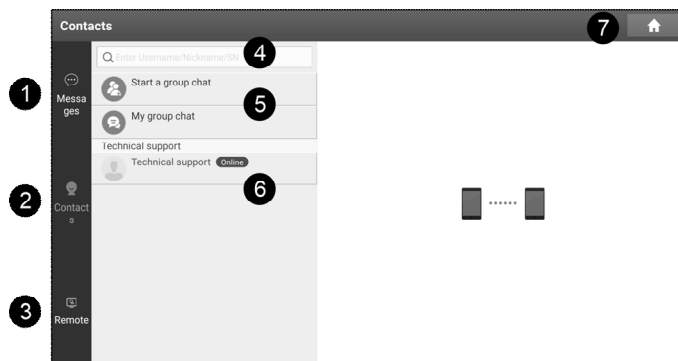 Contacts
7
Enter Username/Nickname/SN
4
1
Messa
ges
Start a group chat
5
My group chat
Technical support
Technical support Online
6
2
Contact
s
3
Remote